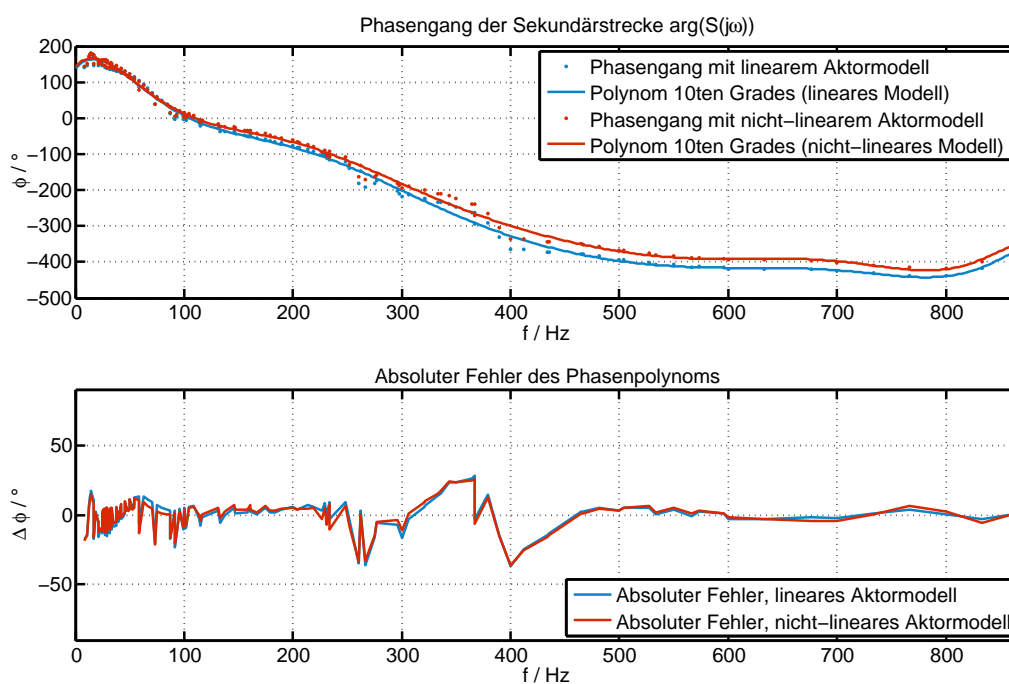 Phasengang der Sekundärstrecke arg(S(jω))
200
100
0
−100
−200
−300
−400
−500
ϕ / °
Phasengang mit linearem Aktormodell
Polynom 10ten Grades (lineares Modell)
Phasengang mit nicht−linearem Aktormodell
Polynom 10ten Grades (nicht−lineares Modell)
0 100 200 300 400 500 600 700 800
f / Hz
Absoluter Fehler des Phasenpolynoms
50
0
−50
Δ ϕ / °
Absoluter Fehler, lineares Aktormodell
Absoluter Fehler, nicht−lineares Aktormodell
0 100 200 300 400 500 600 700 800
f / Hz